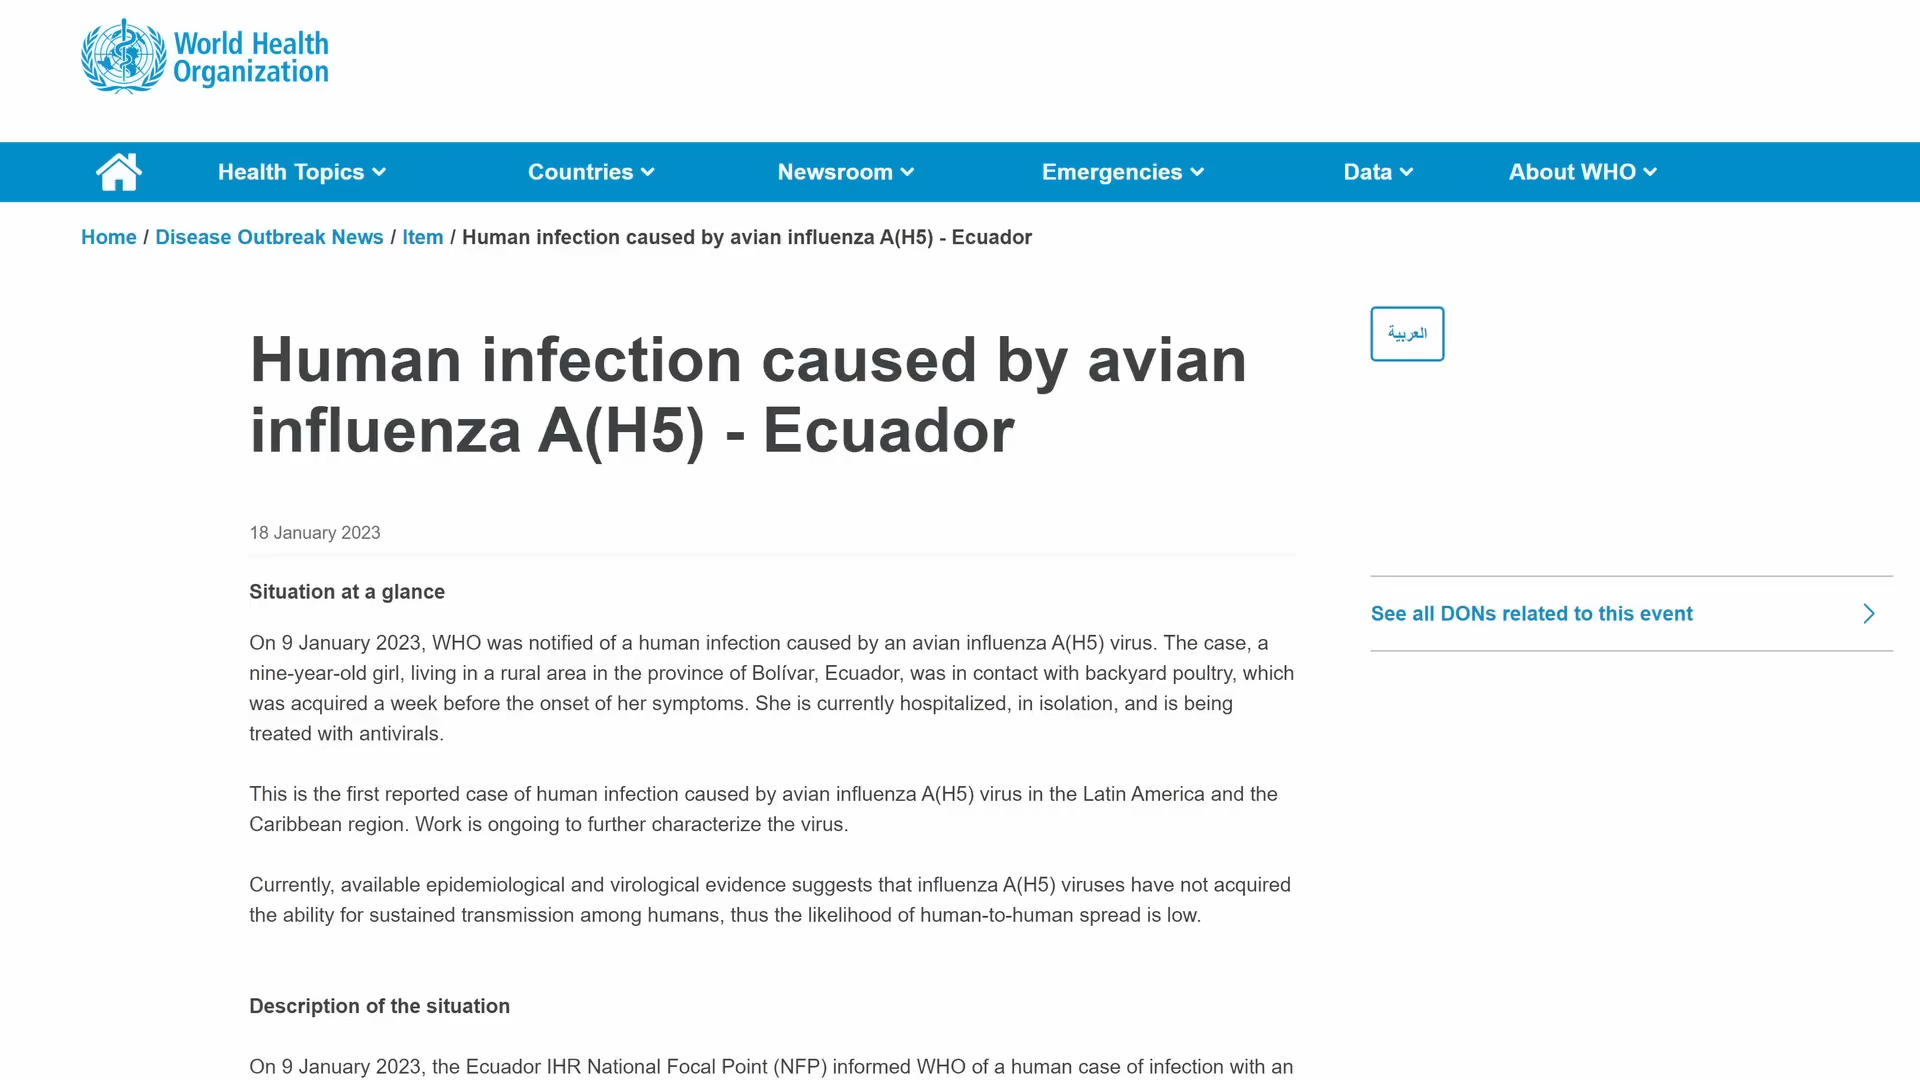 World Health
Organization
Health Topics
Countries
Newsroom
Emergencies
Data
About WHO
Home / Disease Outbreak News / Item / Human infection caused by avian influenza A(H5) - Ecuador
العربية
Human infection caused by avian
influenza A(H5) - Ecuador
18 January 2023
Situation at a glance
See all DONs related to this event
On 9 January 2023, WHO was notified of a human infection caused by an avian influenza A(H5) virus. The case, a
nine-year-old girl, living in a rural area in the province of Bolívar, Ecuador, was in contact with backyard poultry, which
was acquired a week before the onset of her symptoms. She is currently hospitalized, in isolation, and is being
treated with antivirals.
This is the first reported case of human infection caused by avian influenza A(H5) virus in the Latin America and the
Caribbean region. Work is ongoing to further characterize the virus.
Currently, available epidemiological and virological evidence suggests that influenza A(H5) viruses have not acquired
the ability for sustained transmission among humans, thus the likelihood of human-to-human spread is low.
Description of the situation
On 9 January 2023, the Ecuador IHR National Focal Point (NFP) informed WHO of a human case of infection with an